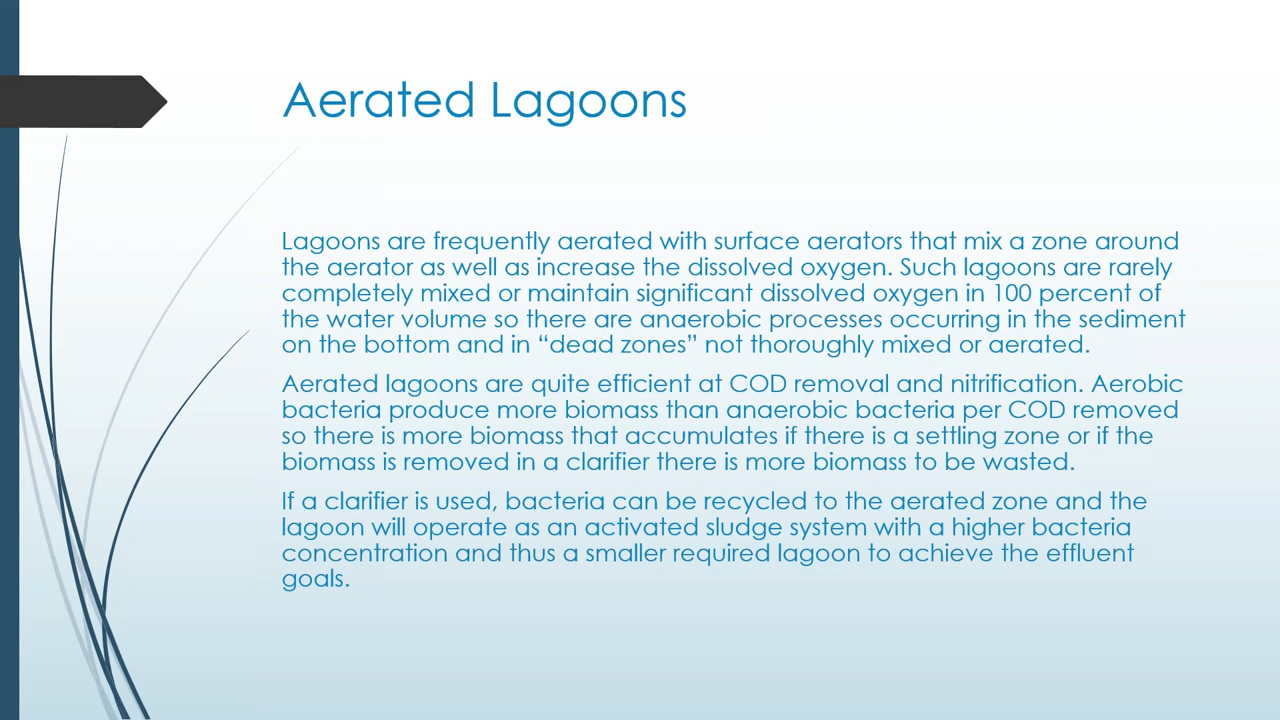 Aerated Lagoons
Lagoons are frequently aerated with surface aerators that mix a zone around
the aerator as well as increase the dissolved oxygen. Such lagoons are rarely
completely mixed or maintain significant dissolved oxygen in 100 percent of
the water volume so there are anaerobic processes occurring in the sediment
on the bottom and in “dead zones” not thoroughly mixed or aerated.
Aerated lagoons are quite efficient at COD removal and nitrification. Aerobic
bacteria produce more biomass than anaerobic bacteria per COD removed
so there is more biomass that accumulates if there is a settling zone or if the
biomass is removed in a clarifier there is more biomass to be wasted.
If a clarifier is used, bacteria can be recycled to the aerated zone and the
lagoon will operate as an activated sludge system with a higher bacteria
concentration and thus a smaller required lagoon to achieve the effluent
goals.